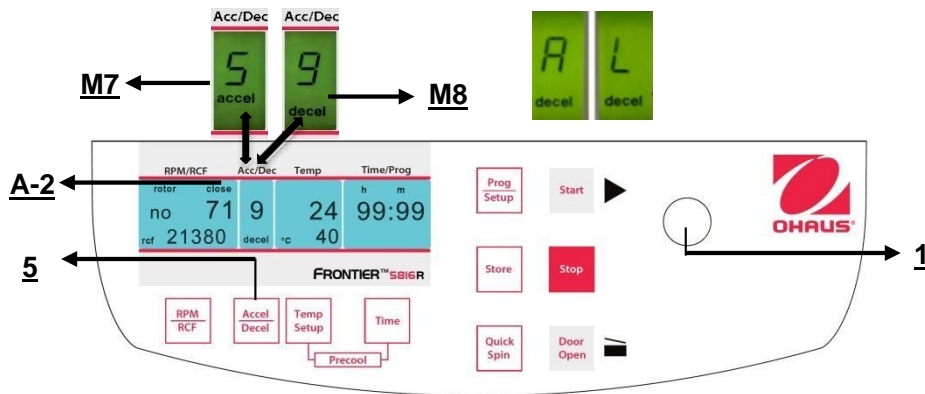 Acc/Dec Acc/Dec
5 9 A L
accel decel decel decel
M7 M8
RPM/RCF Acc/Dec Temp Time/Prog
A-2
rotor close h m
no 71 9 24 99:99
rcf 21380 decel °C 40
FRONTIER™ 5816R
5
RPM
RCF
Accel
Decel
Temp
Setup
Time
Precool
Prog
Setup
Start
Store
Stop
Quick
Spin
Door
Open
OHAUS®
1